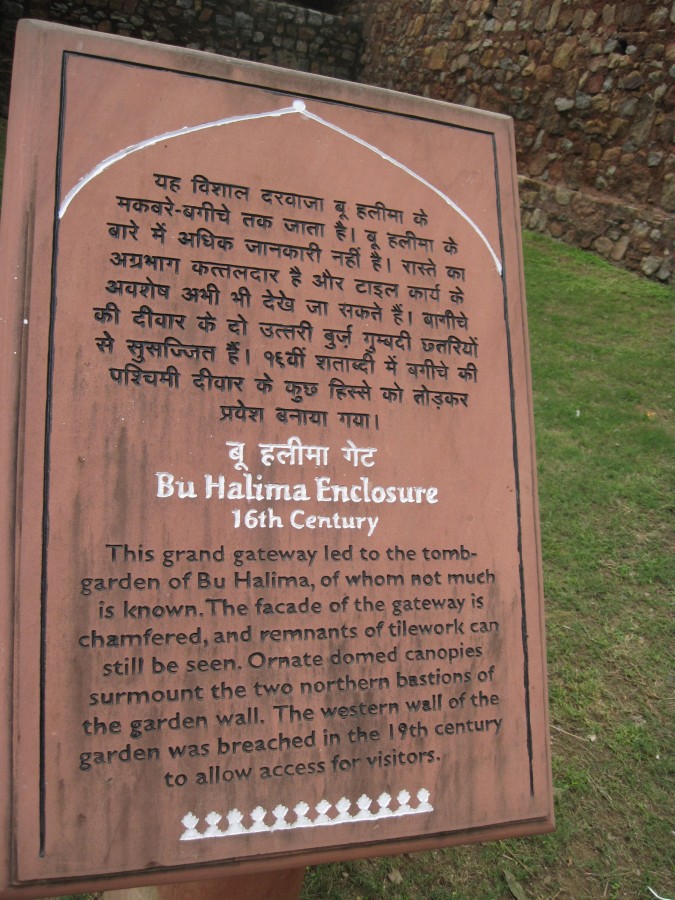 यह विशाल दरवाजा बू हलीमा के
मकबरे-बगीचे तक जाता है। बू हलीमा के
बारे में अधिक जानकारी नहीं है। रास्ते का
अग्रभाग कत्तलदार है और टाइल कार्य के
अवशेष अभी भी देखे जा सकते हैं। बागीचे
की दीवार के दो उत्तरी बुर्ज़ गुम्बदी छतरियों
से सुसज्जित हैं। १६वीं शताब्दी में बगीचे की
पश्चिमी दीवार के कुछ हिस्से को तोड़कर
प्रवेश बनाया गया।
बू हलीमा गेट
Bu Halima Enclosure
16th Century
This grand gateway led to the tomb-
garden of Bu Halima, of whom not much
is known. The facade of the gateway is
chamfered, and remnants of tilework can
still be seen. Ornate domed canopies
surmount the two northern bastions of
the garden wall. The western wall of the
garden was breached in the 19th century
to allow access for visitors.